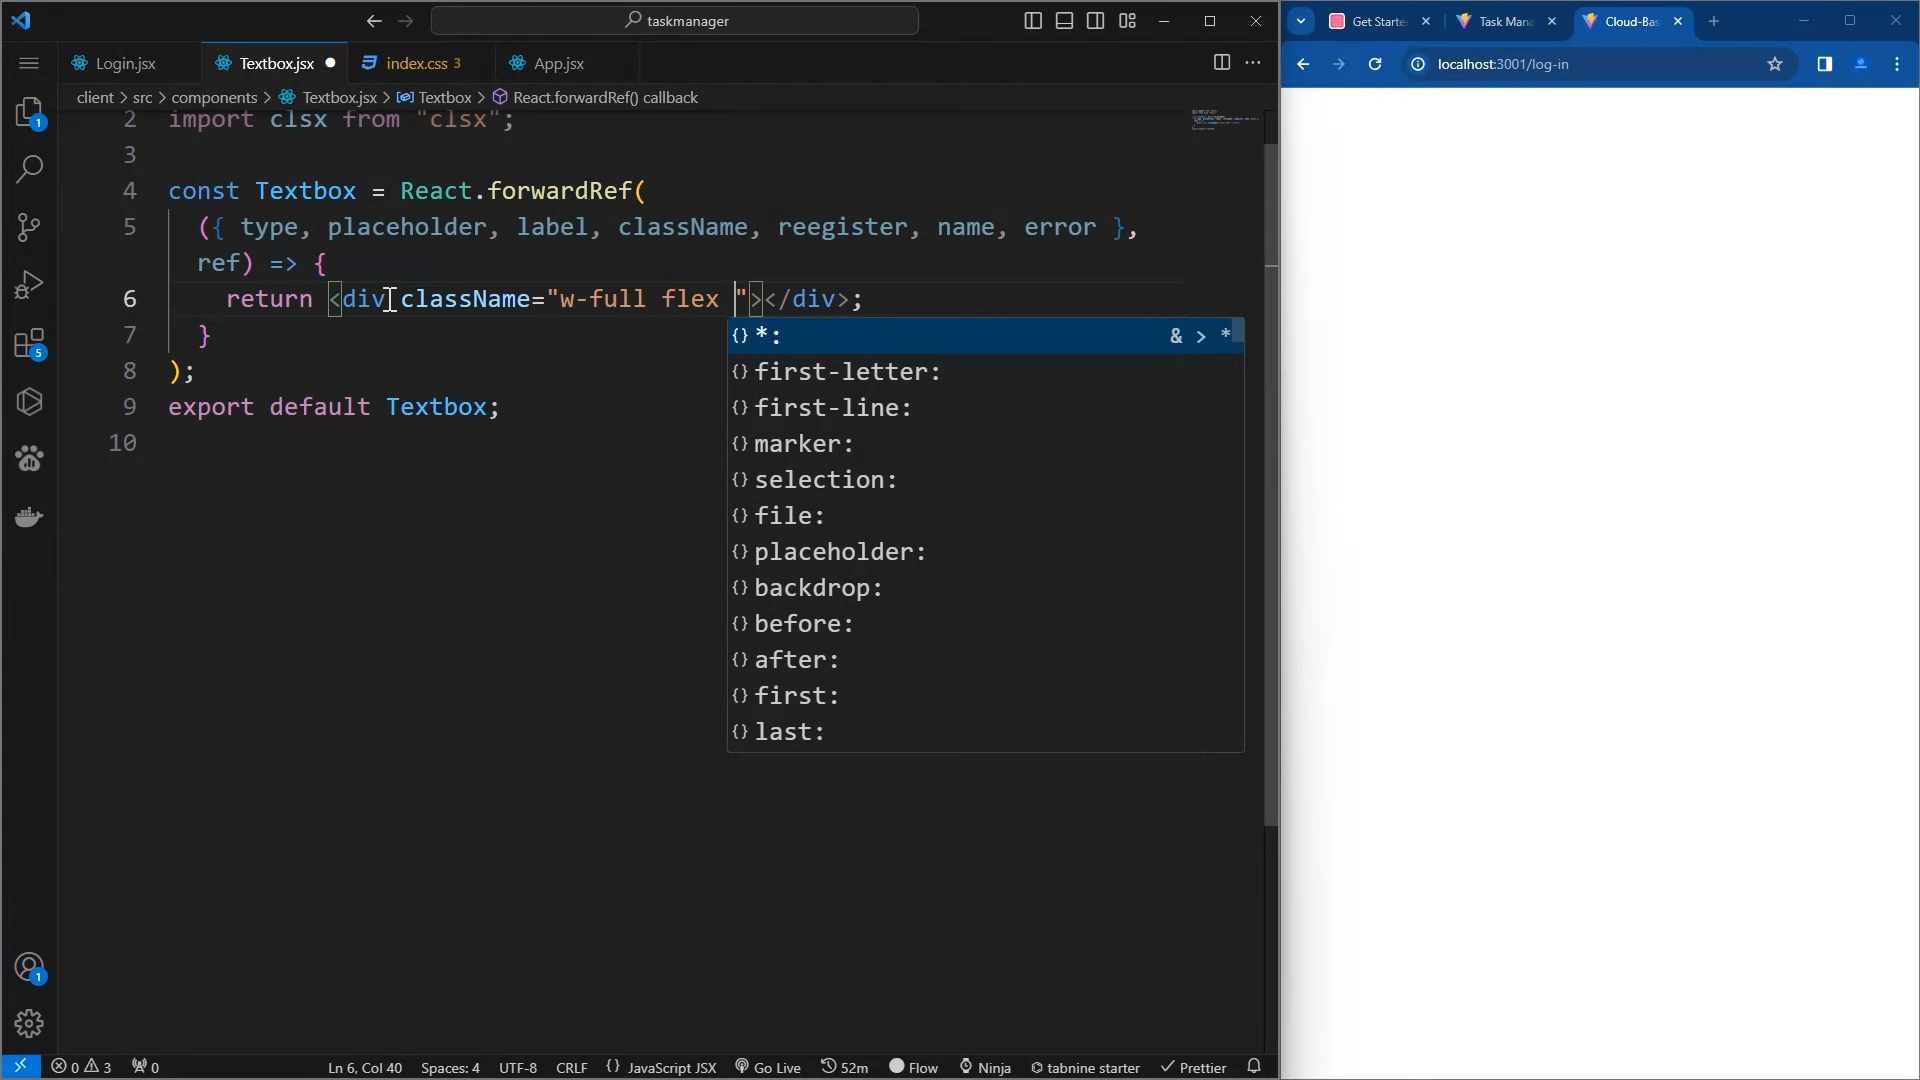 taskmanager
Login.jsx
Textbox.jsx
index.css 3
App.jsx
client > src > components > Textbox.jsx > Textbox > React.forwardRef() callback
2 import clsx from "clsx";
3
4 const Textbox = React.forwardRef(
5 ({ type, placeholder, label, className, reegister, name, error },
ref) => {
6 return <div className="w-full flex "></div>;
7 }
8 );
9 export default Textbox;
10
{} *: & > *
{} first-letter:
{} first-line:
{} marker:
{} selection:
{} file:
{} placeholder:
{} backdrop:
{} before:
{} after:
{} first:
{} last:
1
5
1
0 3 0 Ln 6, Col 40 Spaces: 4 UTF-8 CRLF {} JavaScript JSX Go Live 52m Flow Ninja tabnine starter Prettier
Get Starte
Task Mana
Cloud-Bas
localhost:3001/log-in